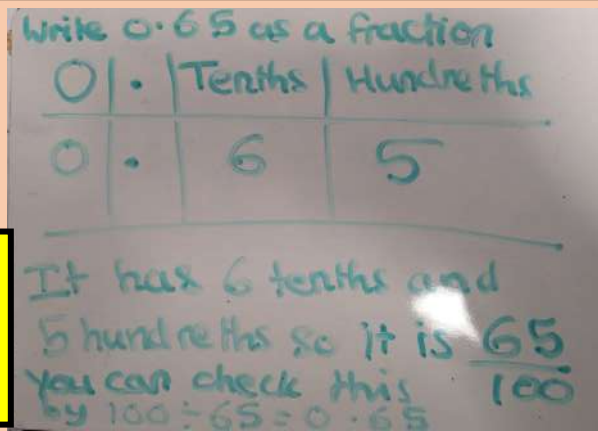 Write 0.65 as a fraction
0 | . | Tenths | Hundreths
0 | . | 6 | 5
It has 6 tenths and
5 hundreths so it is 65/100
You can check this
by 100÷65=0.65